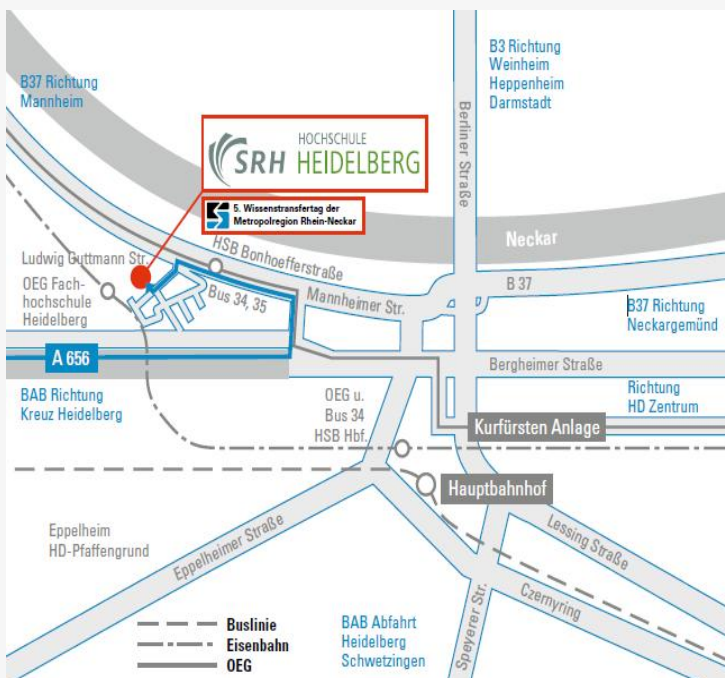 B37 Richtung
Mannheim
B3 Richtung
Weinheim
Heppenheim
Darmstadt
Berliner Straße
HOCHSCHULE
SRH HEIDELBERG
5. Wissenstransfertag der
Metropolregion Rhein-Neckar
Neckar
HSB Bonhoefferstraße
Ludwig Guttmann Str.
OEG Fach-
hochschule
Heidelberg
Bus 34, 35
Mannheimer Str.
B 37
B37 Richtung
Neckargemünd
A 656
Bergheimer Straße
BAB Richtung
Kreuz Heidelberg
OEG u.
Bus 34
HSB Hbf.
Richtung
HD Zentrum
Kurfürsten Anlage
Hauptbahnhof
Eppelheim
HD-Pfaffengrund
Eppelheimer Straße
Lessing Straße
Speyerer Str.
Czernyring
Buslinie
Eisenbahn
OEG
BAB Abfahrt
Heidelberg
Schwetzingen